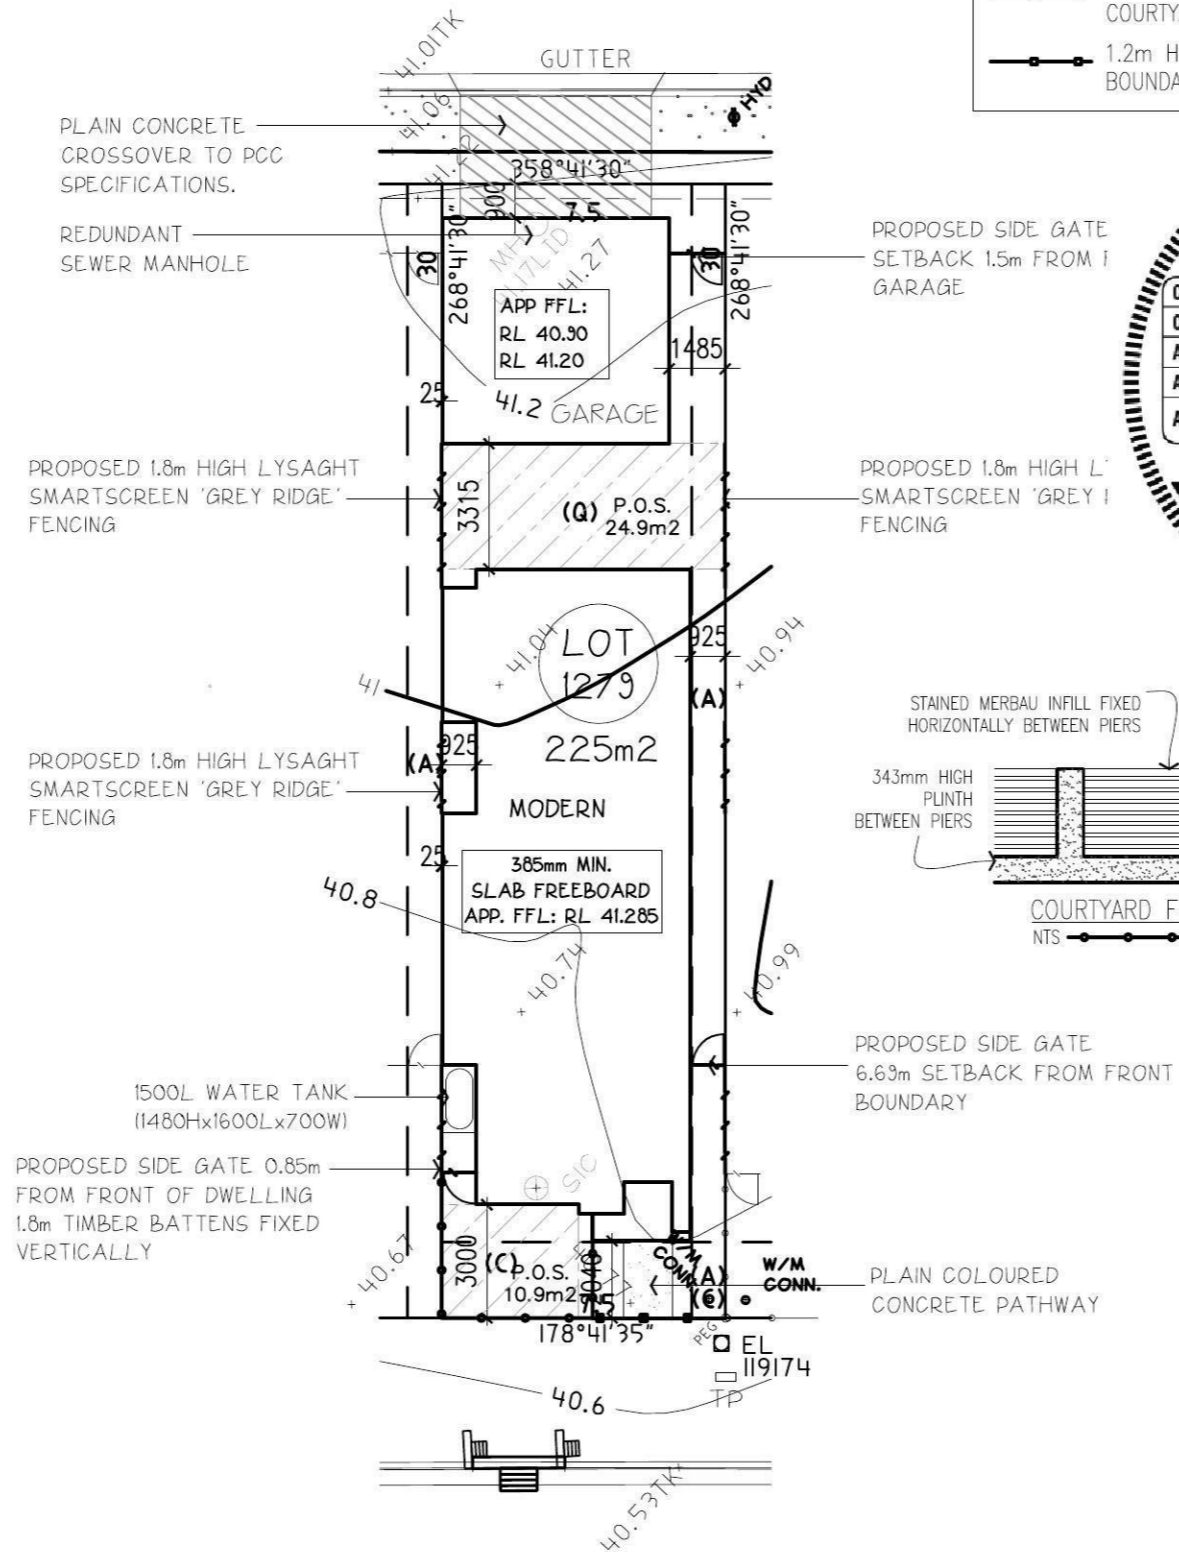 COURTY
1.2m H
BOUNDA
41.01TK
GUTTER
HYD
41.06
PLAIN CONCRETE
CROSSOVER TO PCC
SPECIFICATIONS.
358°41'30"
900
7.5
REDUNDANT
SEWER MANHOLE
268°41'30"
30
41.27
30
268°41'30"
PROPOSED SIDE GATE
SETBACK 1.5m FROM
GARAGE
APP FFL:
RL 40.90
RL 41.20
1485
25
41.2
GARAGE
PROPOSED 1.8m HIGH LYSAGHT
SMARTSCREEN 'GREY RIDGE'
FENCING
3315
(Q) P.O.S.
24.9m2
PROPOSED 1.8m HIGH L
SMARTSCREEN 'GREY
FENCING
LOT
1279
225m2
41.04
41
925
40.94
(A)
STAINED MERBAU INFILL FIXED
HORIZONTALLY BETWEEN PIERS
343mm HIGH
PLINTH
BETWEEN PIERS
COURTYARD F
NTS
PROPOSED 1.8m HIGH LYSAGHT
SMARTSCREEN 'GREY RIDGE'
FENCING
(A)
925
MODERN
25
385mm MIN.
SLAB FREEBOARD
APP. FFL: RL 41.285
40.8
40.74
40.99
PROPOSED SIDE GATE
6.69m SETBACK FROM FRONT
BOUNDARY
1500L WATER TANK
(1480Hx1600Lx700W)
PROPOSED SIDE GATE 0.85m
FROM FRONT OF DWELLING
1.8m TIMBER BATTENS FIXED
VERTICALLY
SIC
40.67
3000
(C)
P.O.S.
10.9m2
7.5
CONN.
(A)
(C)
W/M
CONN.
PLAIN COLOURED
CONCRETE PATHWAY
178°41'35"
PEG
EL
119174
TP
40.6
40.53TK